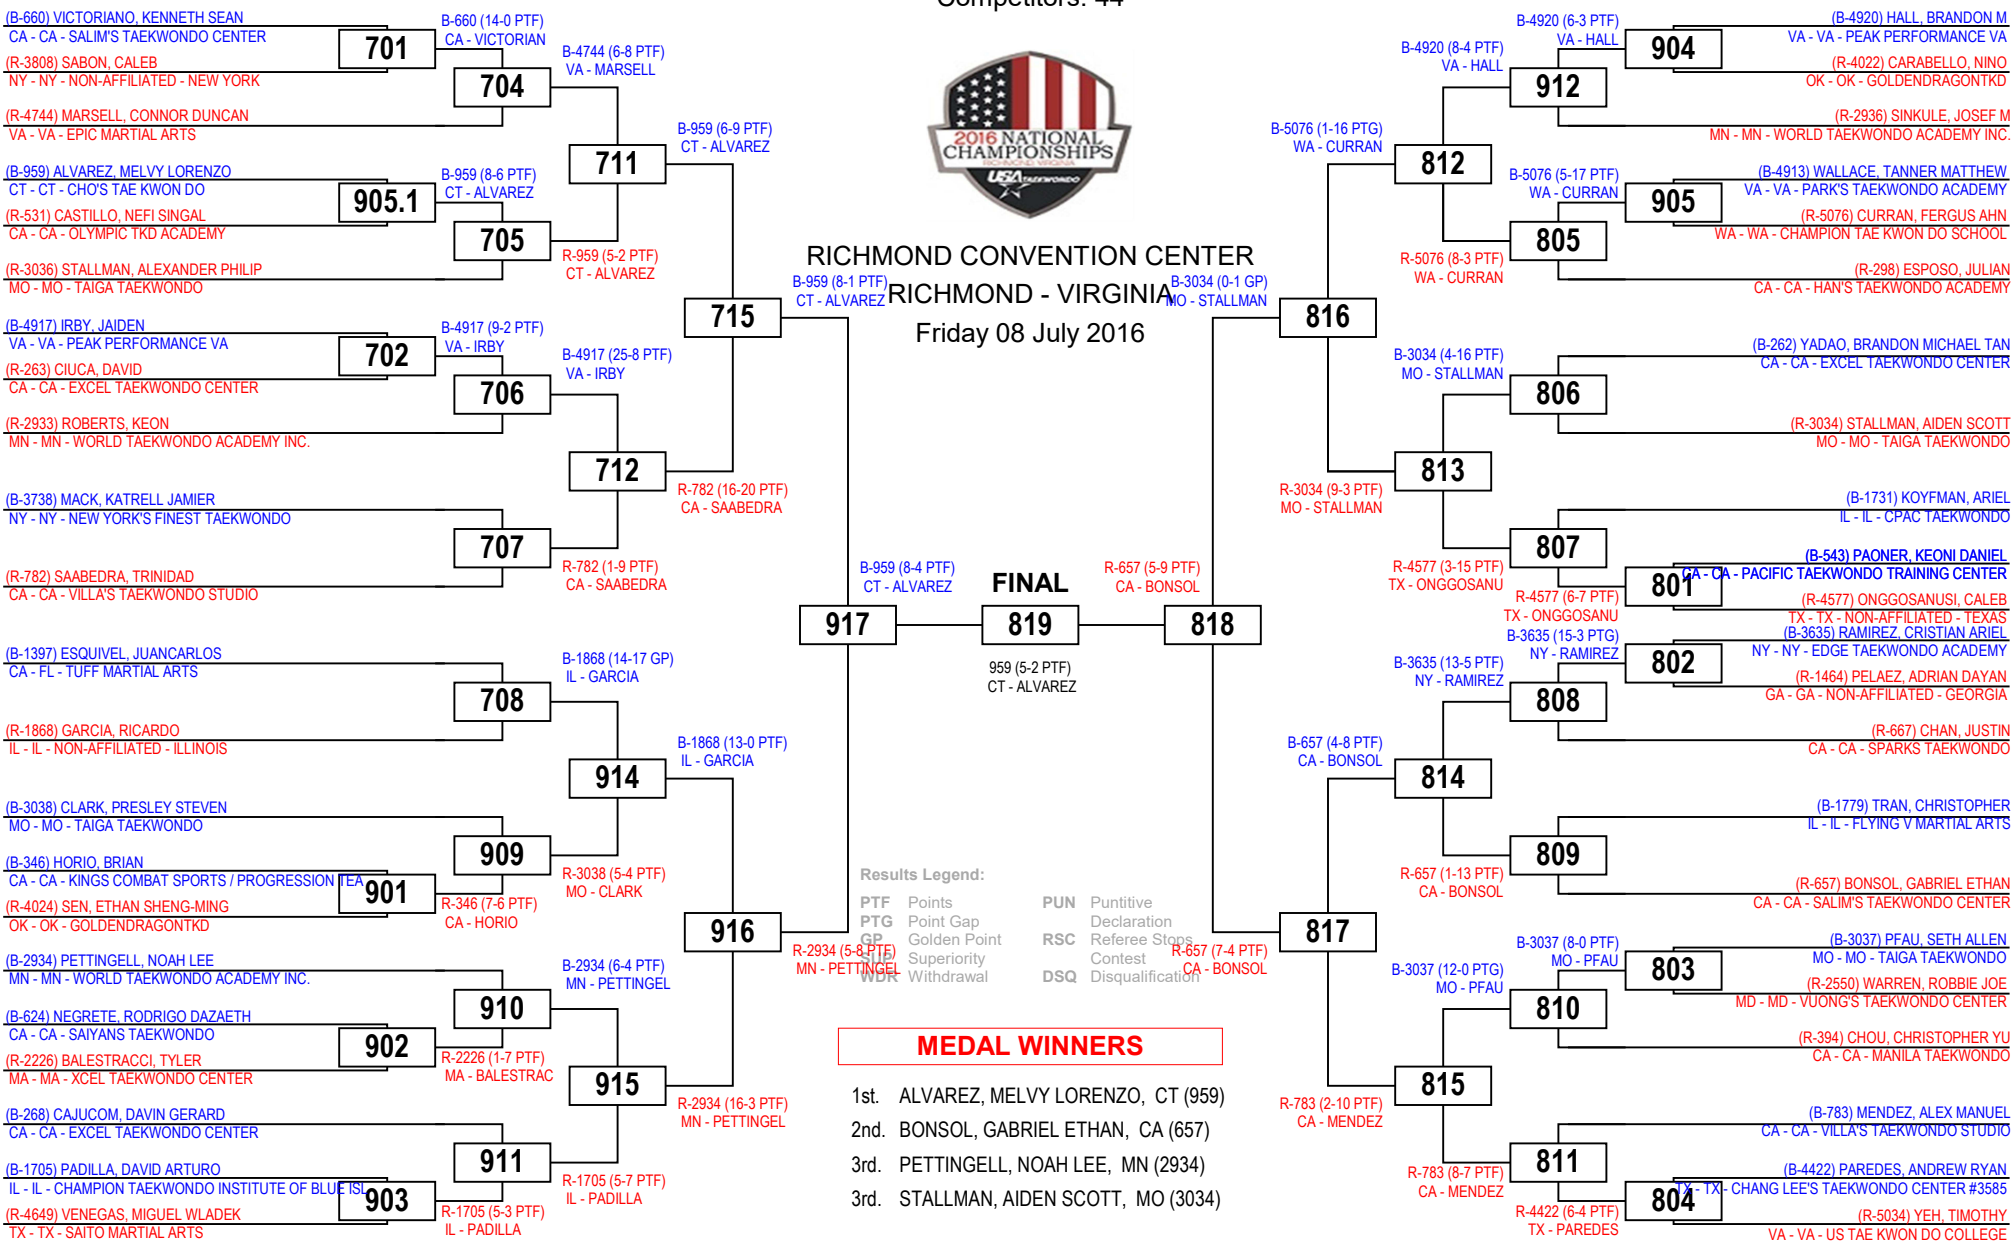 Competitors: 44
(B-660) VICTORIANO, KENNETH SEAN
CA - CA - SALIM'S TAEKWONDO CENTER
(R-3808) SABON, CALEB
NY - NY - NON-AFFILIATED - NEW YORK
(R-4744) MARSELL, CONNOR DUNCAN
VA - VA - EPIC MARTIAL ARTS
(B-959) ALVAREZ, MELVY LORENZO
CT - CT - CHO'S TAE KWON DO
(R-531) CASTILLO, NEFI SINGAL
CA - CA - OLYMPIC TKD ACADEMY
(R-3036) STALLMAN, ALEXANDER PHILIP
MO - MO - TAIGA TAEKWONDO
(B-4917) IRBY, JAIDEN
VA - VA - PEAK PERFORMANCE VA
(R-263) CIUCA, DAVID
CA - CA - EXCEL TAEKWONDO CENTER
(R-2933) ROBERTS, KEON
MN - MN - WORLD TAEKWONDO ACADEMY INC.
(B-3738) MACK, KATRELL JAMIER
NY - NY - NEW YORK'S FINEST TAEKWONDO
(R-782) SAABEDRA, TRINIDAD
CA - CA - VILLA'S TAEKWONDO STUDIO
(B-1397) ESQUIVEL, JUANCARLOS
CA - FL - TUFF MARTIAL ARTS
(R-1868) GARCIA, RICARDO
IL - IL - NON-AFFILIATED - ILLINOIS
(B-3038) CLARK, PRESLEY STEVEN
MO - MO - TAIGA TAEKWONDO
(B-346) HORIO, BRIAN
CA - CA - KINGS COMBAT SPORTS / PROGRESSION TEA
(R-4024) SEN, ETHAN SHENG-MING
OK - OK - GOLDENDRAGONTKD
(B-2934) PETTINGELL, NOAH LEE
MN - MN - WORLD TAEKWONDO ACADEMY INC.
(B-624) NEGRETE, RODRIGO DAZAETH
CA - CA - SAIYANS TAEKWONDO
(R-2226) BALESTRACCI, TYLER
MA - MA - XCEL TAEKWONDO CENTER
(B-268) CAJUCOM, DAVIN GERARD
CA - CA - EXCEL TAEKWONDO CENTER
(B-1705) PADILLA, DAVID ARTURO
IL - IL - CHAMPION TAEKWONDO INSTITUTE OF BLUE ISL
(R-4649) VENEGAS, MIGUEL WLADEK
TX - TX - SAITO MARTIAL ARTS
701
905.1
702
901
902
903
B-660 (14-0 PTF)
CA - VICTORIAN
B-959 (8-6 PTF)
CT - ALVAREZ
B-4917 (9-2 PTF)
VA - IRBY
R-346 (7-6 PTF)
CA - HORIO
R-2226 (1-7 PTF)
MA - BALESTRAC
R-1705 (5-3 PTF)
IL - PADILLA
704
705
706
707
708
909
910
911
B-4744 (6-8 PTF)
VA - MARSELL
R-959 (5-2 PTF)
CT - ALVAREZ
B-4917 (25-8 PTF)
VA - IRBY
R-782 (1-9 PTF)
CA - SAABEDRA
B-1868 (14-17 GP)
IL - GARCIA
R-3038 (5-4 PTF)
MO - CLARK
B-2934 (6-4 PTF)
MN - PETTINGEL
R-1705 (5-7 PTF)
IL - PADILLA
711
712
914
915
B-959 (6-9 PTF)
CT - ALVAREZ
R-782 (16-20 PTF)
CA - SAABEDRA
B-1868 (13-0 PTF)
IL - GARCIA
R-2934 (16-3 PTF)
MN - PETTINGEL
715
916
B-959 (8-1 PTF)
CT - ALVAREZ
R-2934 (5-8 PTF)
MN - PETTINGEL
917
B-959 (8-4 PTF)
CT - ALVAREZ
2016 NATIONAL
CHAMPIONSHIPS
RICHMOND VIRGINIA
USA TAEKWONDO
RICHMOND CONVENTION CENTER
RICHMOND - VIRGINIA
Friday 08 July 2016
FINAL
819
959 (5-2 PTF)
CT - ALVAREZ
R-657 (5-9 PTF)
CA - BONSOL
818
B-3034 (0-1 GP)
MO - STALLMAN
R-657 (7-4 PTF)
CA - BONSOL
816
817
B-5076 (1-16 PTG)
WA - CURRAN
R-3034 (9-3 PTF)
MO - STALLMAN
B-657 (4-8 PTF)
CA - BONSOL
R-783 (2-10 PTF)
CA - MENDEZ
812
813
814
815
B-4920 (8-4 PTF)
VA - HALL
R-5076 (8-3 PTF)
WA - CURRAN
B-3034 (4-16 PTF)
MO - STALLMAN
R-4577 (3-15 PTF)
TX - ONGGOSANU
B-3635 (13-5 PTF)
NY - RAMIREZ
R-657 (1-13 PTF)
CA - BONSOL
B-3037 (12-0 PTG)
MO - PFAU
R-783 (8-7 PTF)
CA - MENDEZ
912
805
806
807
808
809
810
811
B-4920 (6-3 PTF)
VA - HALL
B-5076 (5-17 PTF)
WA - CURRAN
R-4577 (6-7 PTF)
TX - ONGGOSANU
B-3635 (15-3 PTG)
NY - RAMIREZ
B-3037 (8-0 PTF)
MO - PFAU
R-4422 (6-4 PTF)
TX - PAREDES
904
905
801
802
803
804
(B-4920) HALL, BRANDON M
VA - VA - PEAK PERFORMANCE VA
(R-4022) CARABELLO, NINO
OK - OK - GOLDENDRAGONTKD
(R-2936) SINKULE, JOSEF M
MN - MN - WORLD TAEKWONDO ACADEMY INC.
(B-4913) WALLACE, TANNER MATTHEW
VA - VA - PARK'S TAEKWONDO ACADEMY
(R-5076) CURRAN, FERGUS AHN
WA - WA - CHAMPION TAE KWON DO SCHOOL
(R-298) ESPOSO, JULIAN
CA - CA - HAN'S TAEKWONDO ACADEMY
(B-262) YADAO, BRANDON MICHAEL TAN
CA - CA - EXCEL TAEKWONDO CENTER
(R-3034) STALLMAN, AIDEN SCOTT
MO - MO - TAIGA TAEKWONDO
(B-1731) KOYFMAN, ARIEL
IL - IL - CPAC TAEKWONDO
(B-543) PAONER, KEONI DANIEL
CA - CA - PACIFIC TAEKWONDO TRAINING CENTER
(R-4577) ONGGOSANUSI, CALEB
TX - TX - NON-AFFILIATED - TEXAS
(B-3635) RAMIREZ, CRISTIAN ARIEL
NY - NY - EDGE TAEKWONDO ACADEMY
(R-1464) PELAEZ, ADRIAN DAYAN
GA - GA - NON-AFFILIATED - GEORGIA
(R-667) CHAN, JUSTIN
CA - CA - SPARKS TAEKWONDO
(B-1779) TRAN, CHRISTOPHER
IL - IL - FLYING V MARTIAL ARTS
(R-657) BONSOL, GABRIEL ETHAN
CA - CA - SALIM'S TAEKWONDO CENTER
(B-3037) PFAU, SETH ALLEN
MO - MO - TAIGA TAEKWONDO
(R-2550) WARREN, ROBBIE JOE
MD - MD - VUONG'S TAEKWONDO CENTER
(R-394) CHOU, CHRISTOPHER YU
CA - CA - MANILA TAEKWONDO
(B-783) MENDEZ, ALEX MANUEL
CA - CA - VILLA'S TAEKWONDO STUDIO
(B-4422) PAREDES, ANDREW RYAN
TX - TX - CHANG LEE'S TAEKWONDO CENTER #3585
(R-5034) YEH, TIMOTHY
VA - VA - US TAE KWON DO COLLEGE
Results Legend:
PTF Points
PTG Point Gap
GP Golden Point
SUP Superiority
WDR Withdrawal
PUN Puntitive
Declaration
RSC Referee Stops
Contest
DSQ Disqualification
MEDAL WINNERS
1st. ALVAREZ, MELVY LORENZO, CT (959)
2nd. BONSOL, GABRIEL ETHAN, CA (657)
3rd. PETTINGELL, NOAH LEE, MN (2934)
3rd. STALLMAN, AIDEN SCOTT, MO (3034)